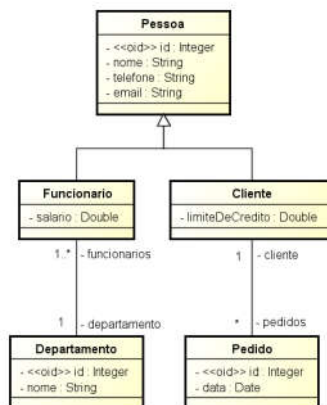 Pessoa
- <<oid>> id : Integer
- nome : String
- telefone : String
- email : String
Funcionario
- salario : Double
Cliente
- limiteDeCredito : Double
1..* - funcionarios
1 - cliente
1 - departamento
* - pedidos
Departamento
- <<oid>> id : Integer
- nome : String
Pedido
- <<oid>> id : Integer
- data : Date